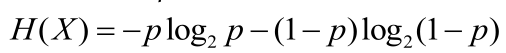 H(X) = −p log₂ p − (1 − p) log₂(1 − p)